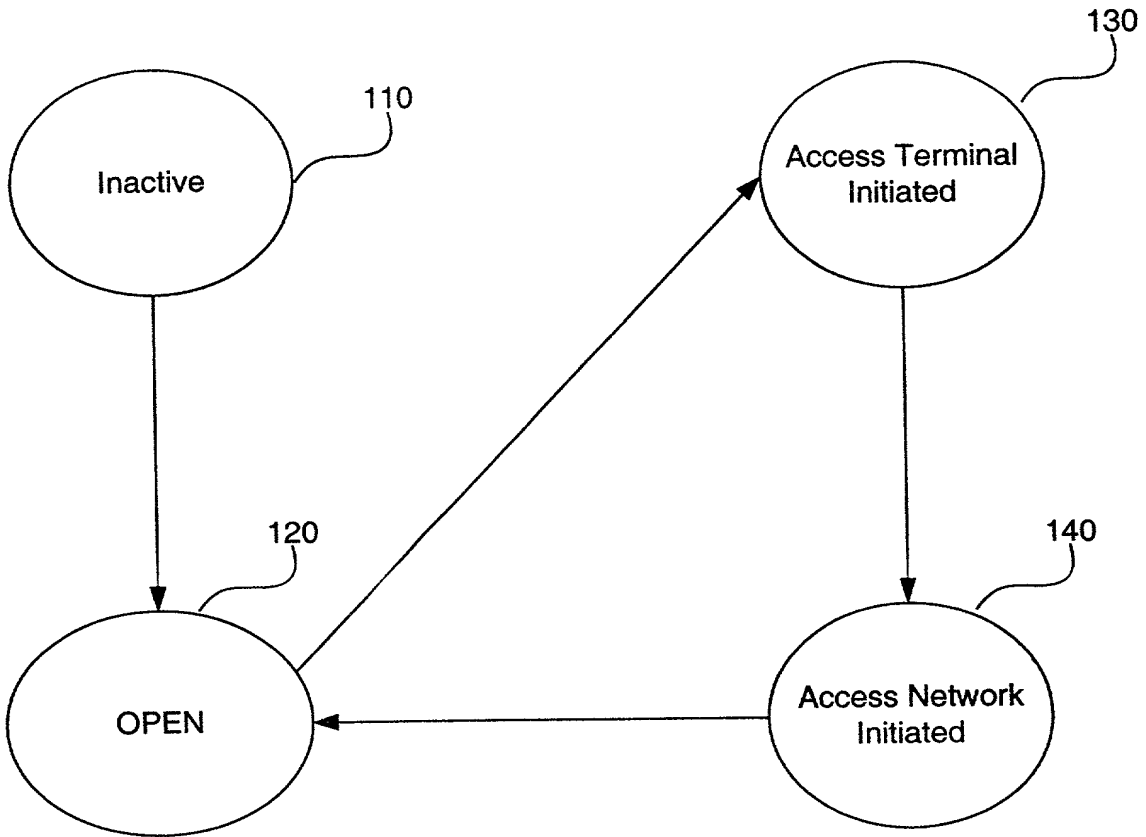 130
110
Inactive
Access Terminal
Initiated
120
140
OPEN
Access Network
Initiated